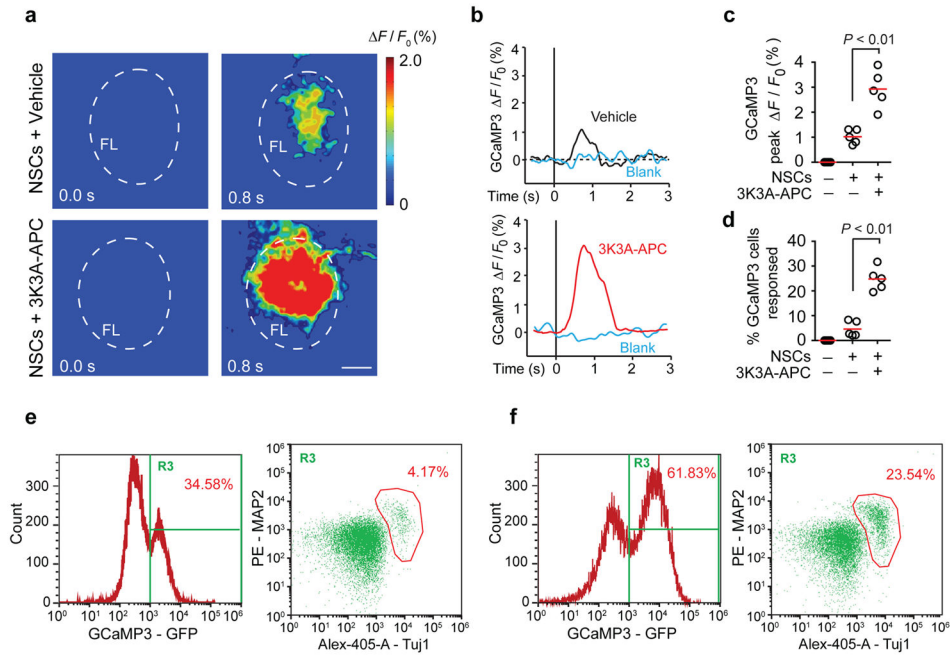 a
NSCs + Vehicle
FL
0.0 s
FL
0.8 s
ΔF / F0 (%)
2.0
0
NSCs + 3K3A-APC
FL
0.0 s
FL
0.8 s
b
GCaMP3 ΔF / F0 (%)
4
3
2
1
0
Vehicle
Blank
Time (s) 0 1 2 3
GCaMP3 ΔF / F0 (%)
4
3
2
1
0
3K3A-APC
Blank
Time (s) 0 1 2 3
c
P < 0.01
GCaMP3
peak ΔF / F0 (%)
4
3
2
1
0
NSCs – + +
3K3A-APC – – +
d
P < 0.01
% GCaMP3 cells
responsed
40
30
20
10
0
NSCs – + +
3K3A-APC – – +
e
R3
34.58%
Count
300
200
100
0
10^0 10^1 10^2 10^3 10^4 10^5 10^6
GCaMP3 - GFP
R3
4.17%
PE - MAP2
10^6
10^5
10^4
10^3
10^2
10^1
10^0
10^0 10^1 10^2 10^3 10^4 10^5 10^6
Alex-405-A - Tuj1
f
R3
61.83%
Count
300
200
100
0
10^0 10^1 10^2 10^3 10^4 10^5 10^6
GCaMP3 - GFP
R3
23.54%
PE - MAP2
10^6
10^5
10^4
10^3
10^2
10^1
10^0
10^0 10^1 10^2 10^3 10^4 10^5 10^6
Alex-405-A - Tuj1